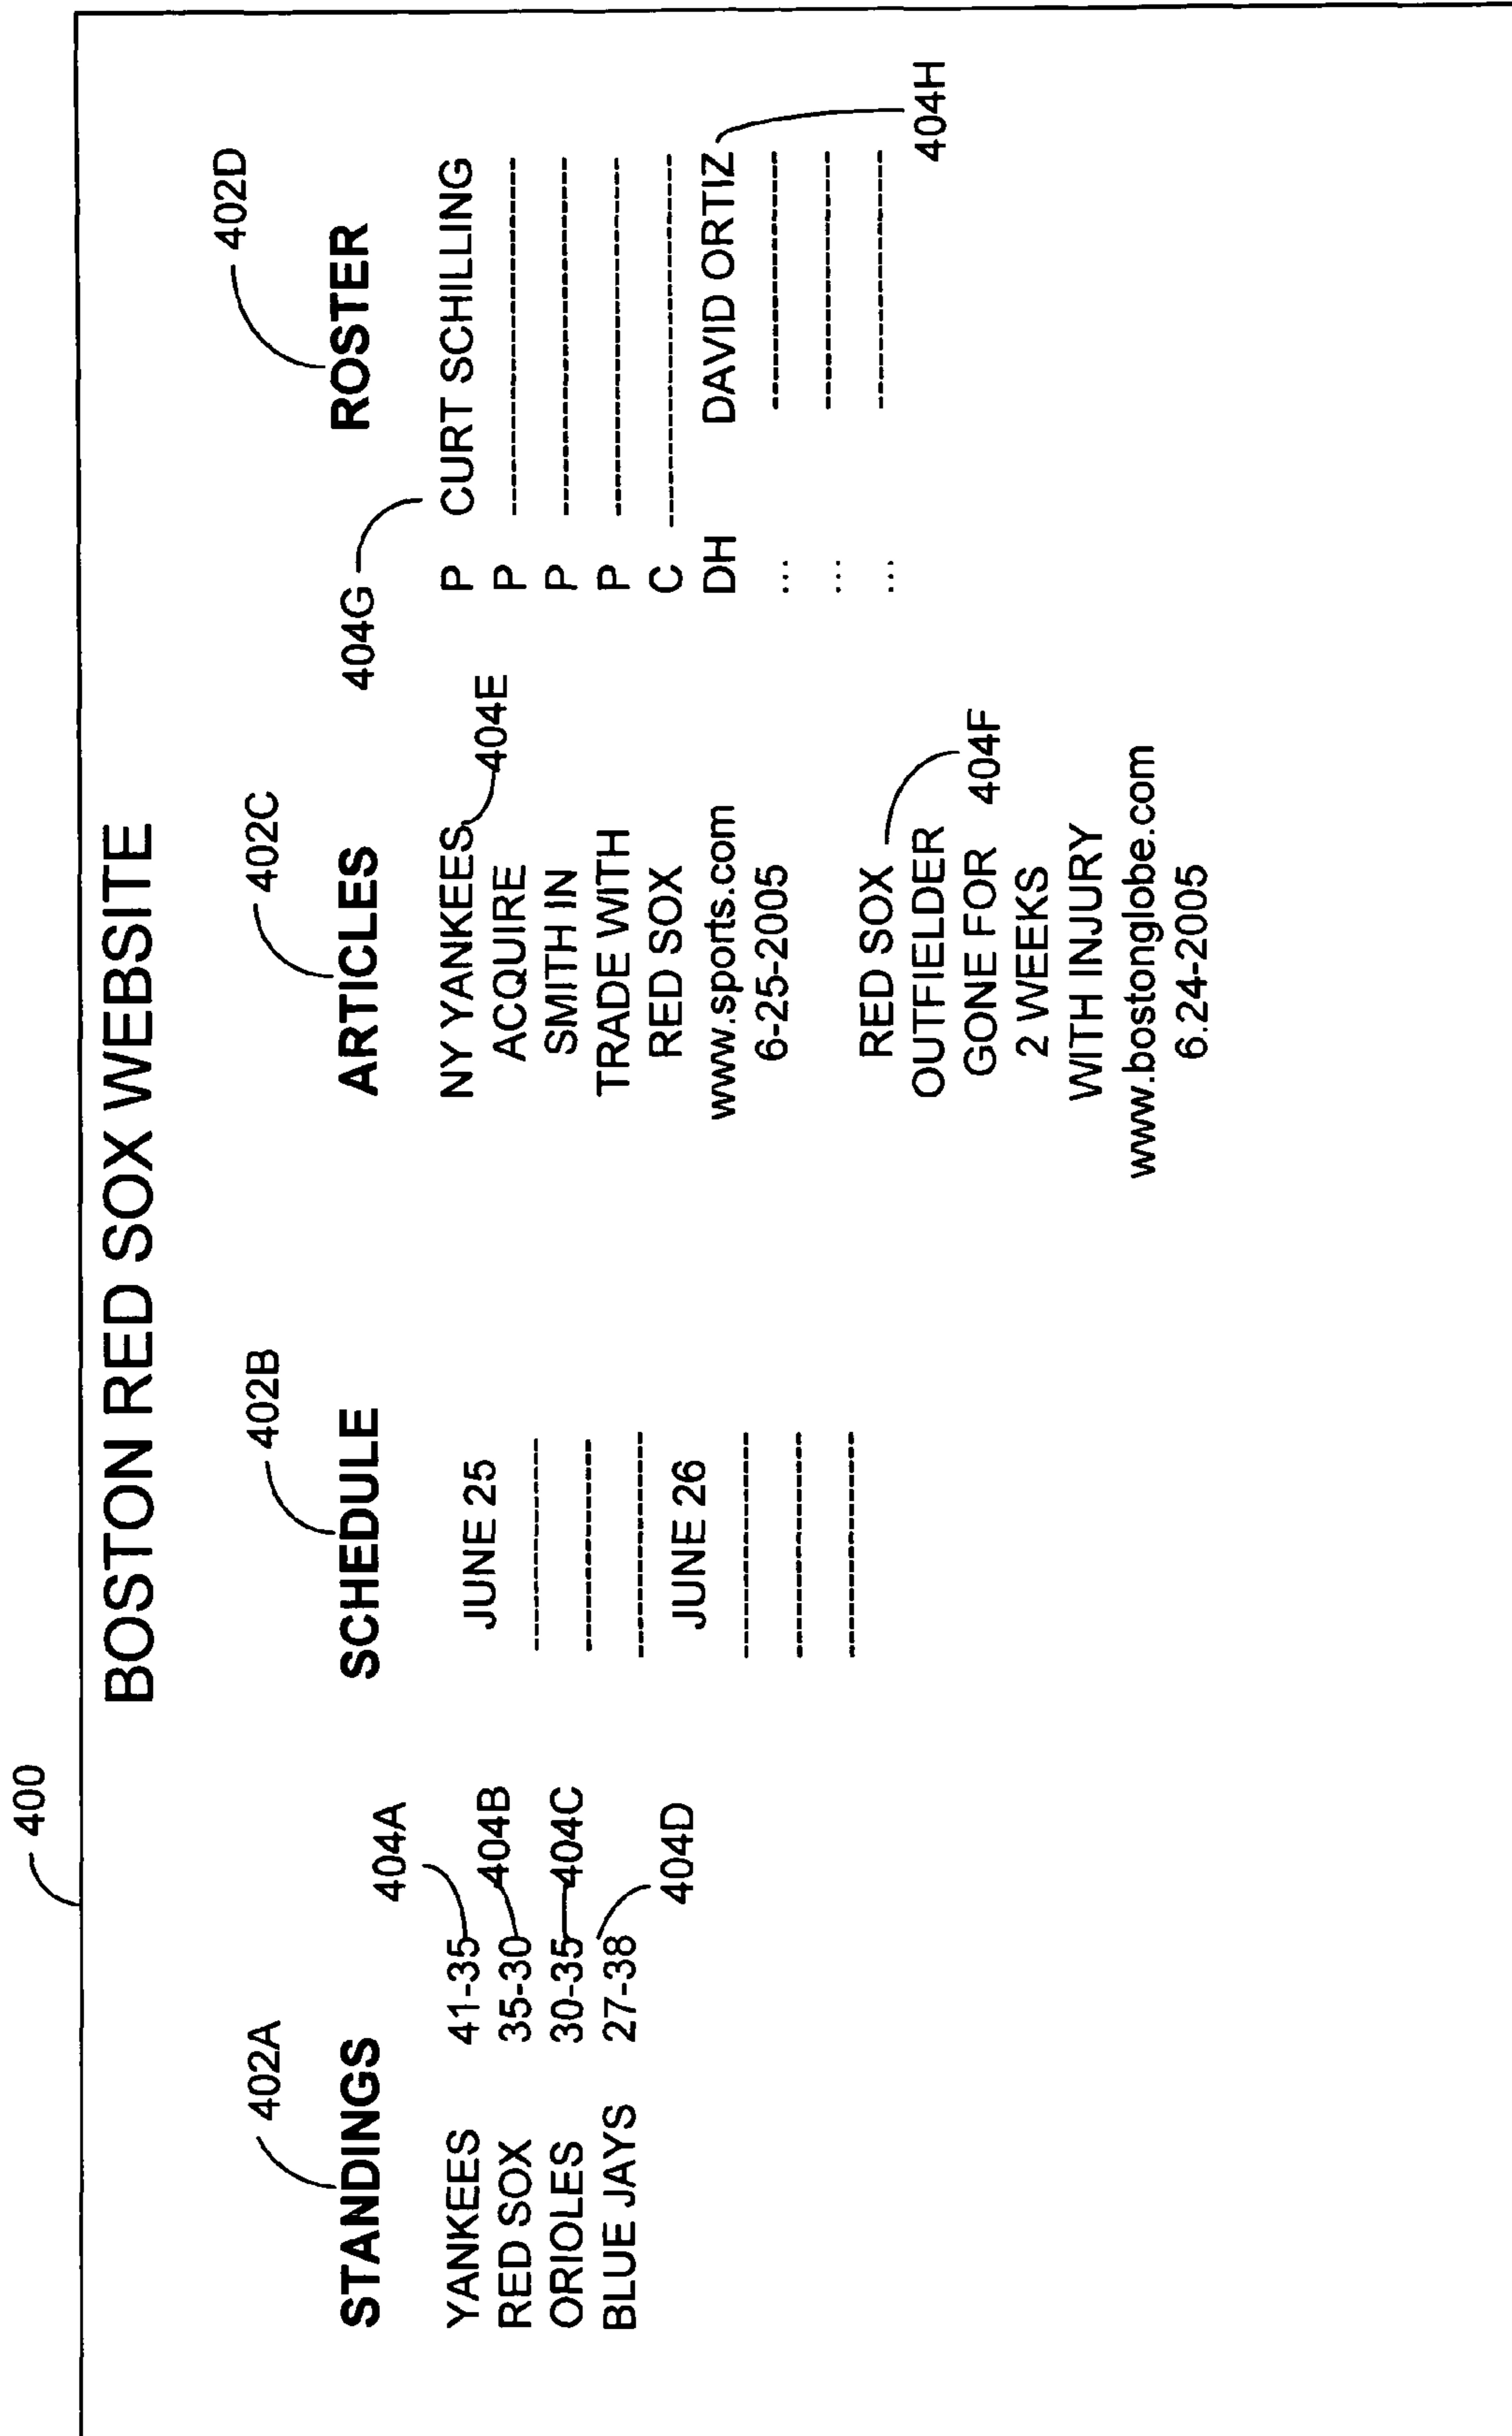 400
BOSTON RED SOX WEBSITE
402A
STANDINGS
404A
YANKEES 41-35
RED SOX 35-30 404B
ORIOLES 30-35 404C
BLUE JAYS 27-38
404D
402B
SCHEDULE
JUNE 25
JUNE 26
402C
ARTICLES
NY YANKEES
404E
ACQUIRE
SMITH IN
TRADE WITH
RED SOX
www.sports.com
6-25-2005
RED SOX
OUTFIELDER
GONE FOR 404F
2 WEEKS
WITH INJURY
www.bostonglobe.com
6.24-2005
402D
ROSTER
404G
P CURT SCHILLING
P
P
P
C
DH DAVID ORTIZ
...
...
...
404H